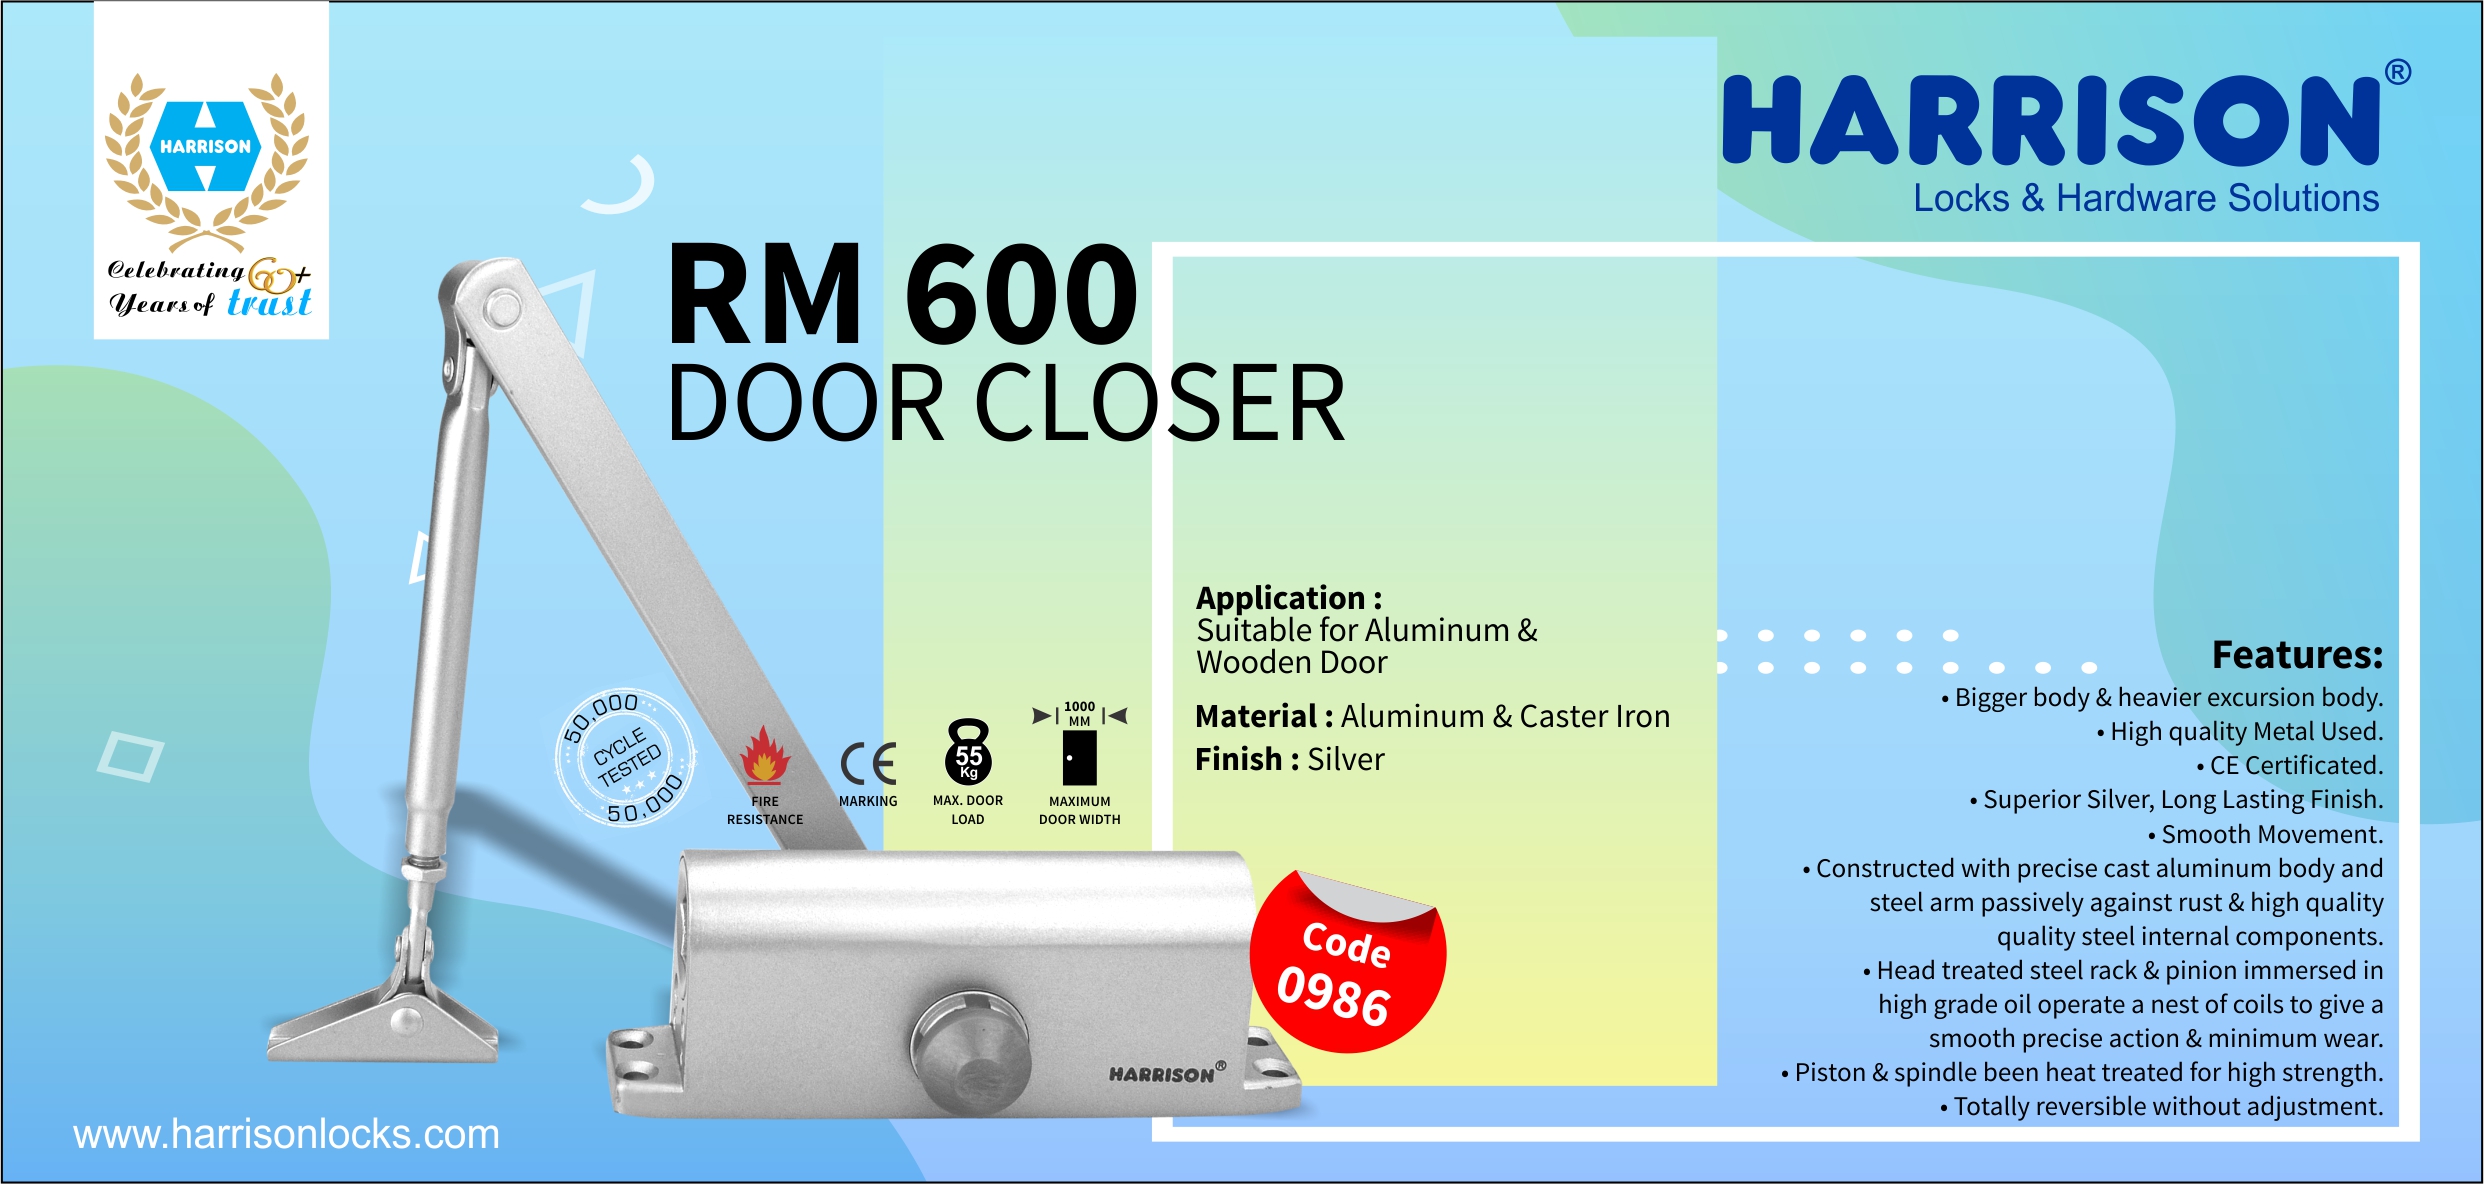 HARRISON
Celebrating 60+
Years of trust
HARRISON®
Locks & Hardware Solutions
RM 600
DOOR CLOSER
Application :
Suitable for Aluminum &
Wooden Door
Material : Aluminum & Caster Iron
Finish : Silver
50,000
CYCLE
TESTED
50,000
FIRE
RESISTANCE
CE
MARKING
55
Kg
MAX. DOOR
LOAD
1000
MM
MAXIMUM
DOOR WIDTH
Features:
• Bigger body & heavier excursion body.
• High quality Metal Used.
• CE Certificated.
• Superior Silver, Long Lasting Finish.
• Smooth Movement.
• Constructed with precise cast aluminum body and
steel arm passively against rust & high quality
quality steel internal components.
• Head treated steel rack & pinion immersed in
high grade oil operate a nest of coils to give a
smooth precise action & minimum wear.
• Piston & spindle been heat treated for high strength.
• Totally reversible without adjustment.
Code
0986
HARRISON®
www.harrisonlocks.com